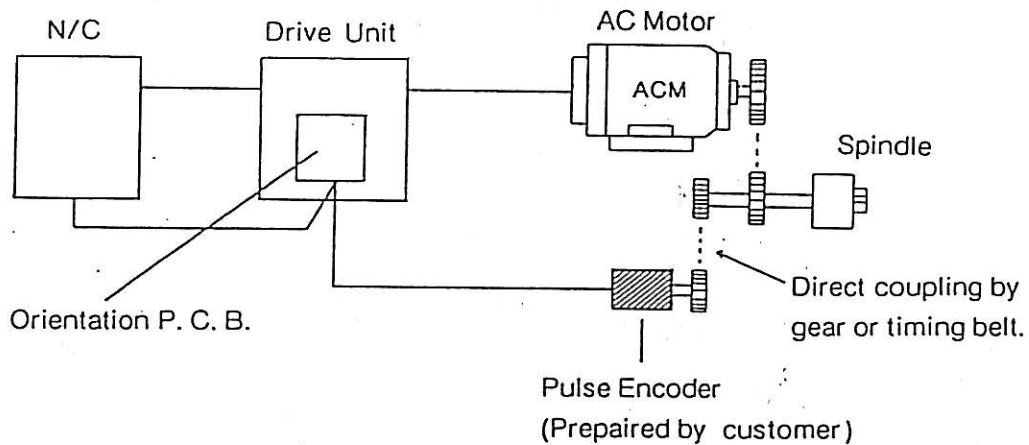 N/C
Drive Unit
AC Motor
ACM
Spindle
Orientation P. C. B.
Direct coupling by
gear or timing belt.
Pulse Encoder
(Prepaired by customer)